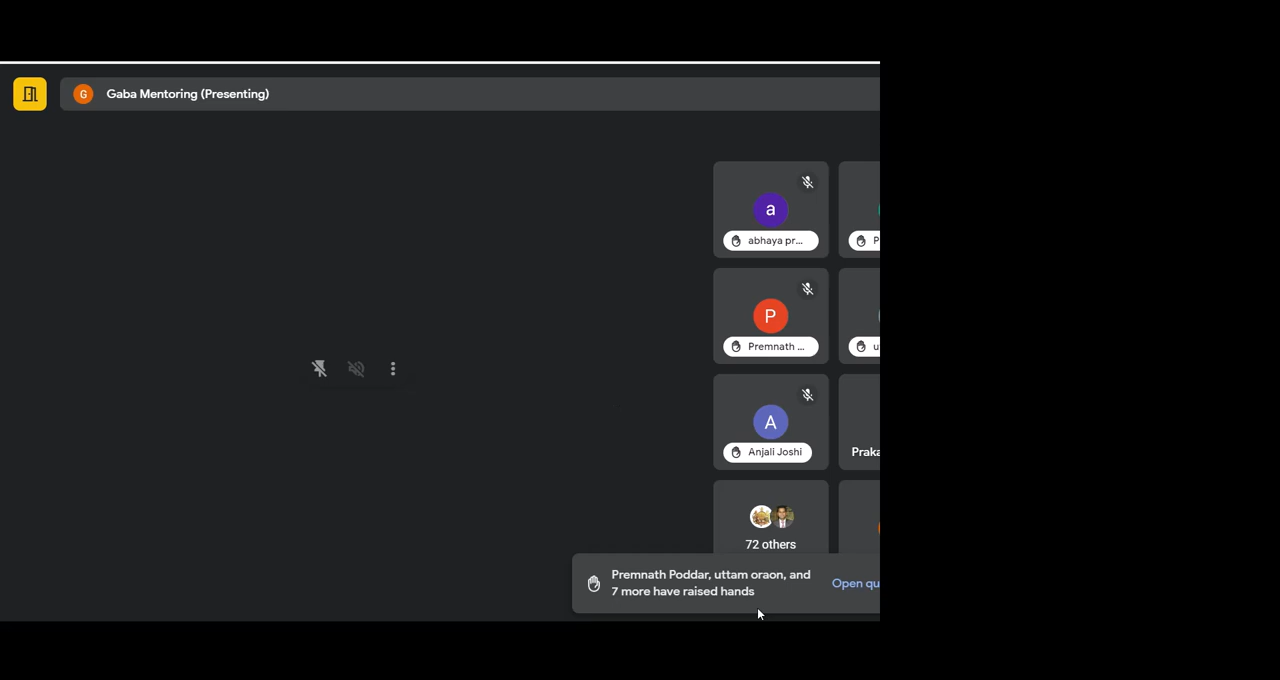 G Gaba Mentoring (Presenting)
a
abhaya pr...
P
P
Premnath ...
u
A
Anjali Joshi
Praka
72 others
Premnath Poddar, uttam oraon, and
7 more have raised hands
Open qu